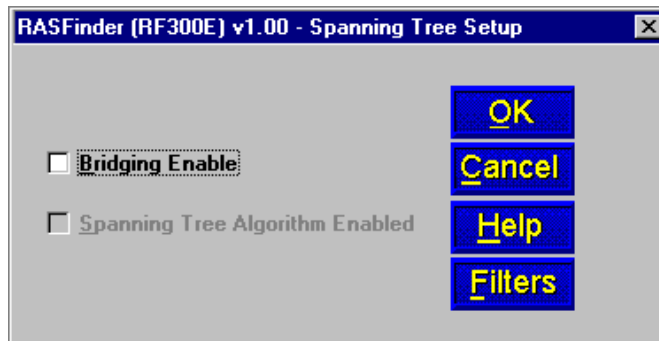 RASFinder (RF300E) v1.00 - Spanning Tree Setup
OK
Bridging Enable
Cancel
Spanning Tree Algorithm Enabled
Help
Filters